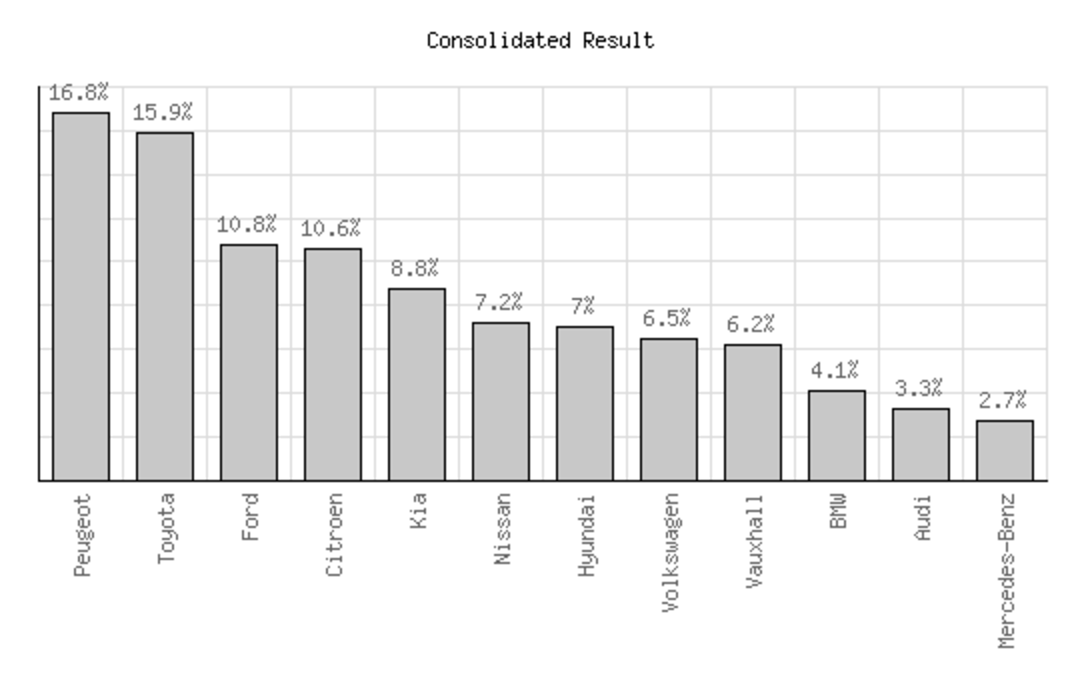 Consolidated Result
16.8%
15.9%
10.8%
10.6%
8.8%
7.2%
7%
6.5%
6.2%
4.1%
3.3%
2.7%
Peugeot
Toyota
Ford
Citroen
Kia
Nissan
Hyundai
Volkswagen
Vauxhall
BMW
Audi
Mercedes-Benz